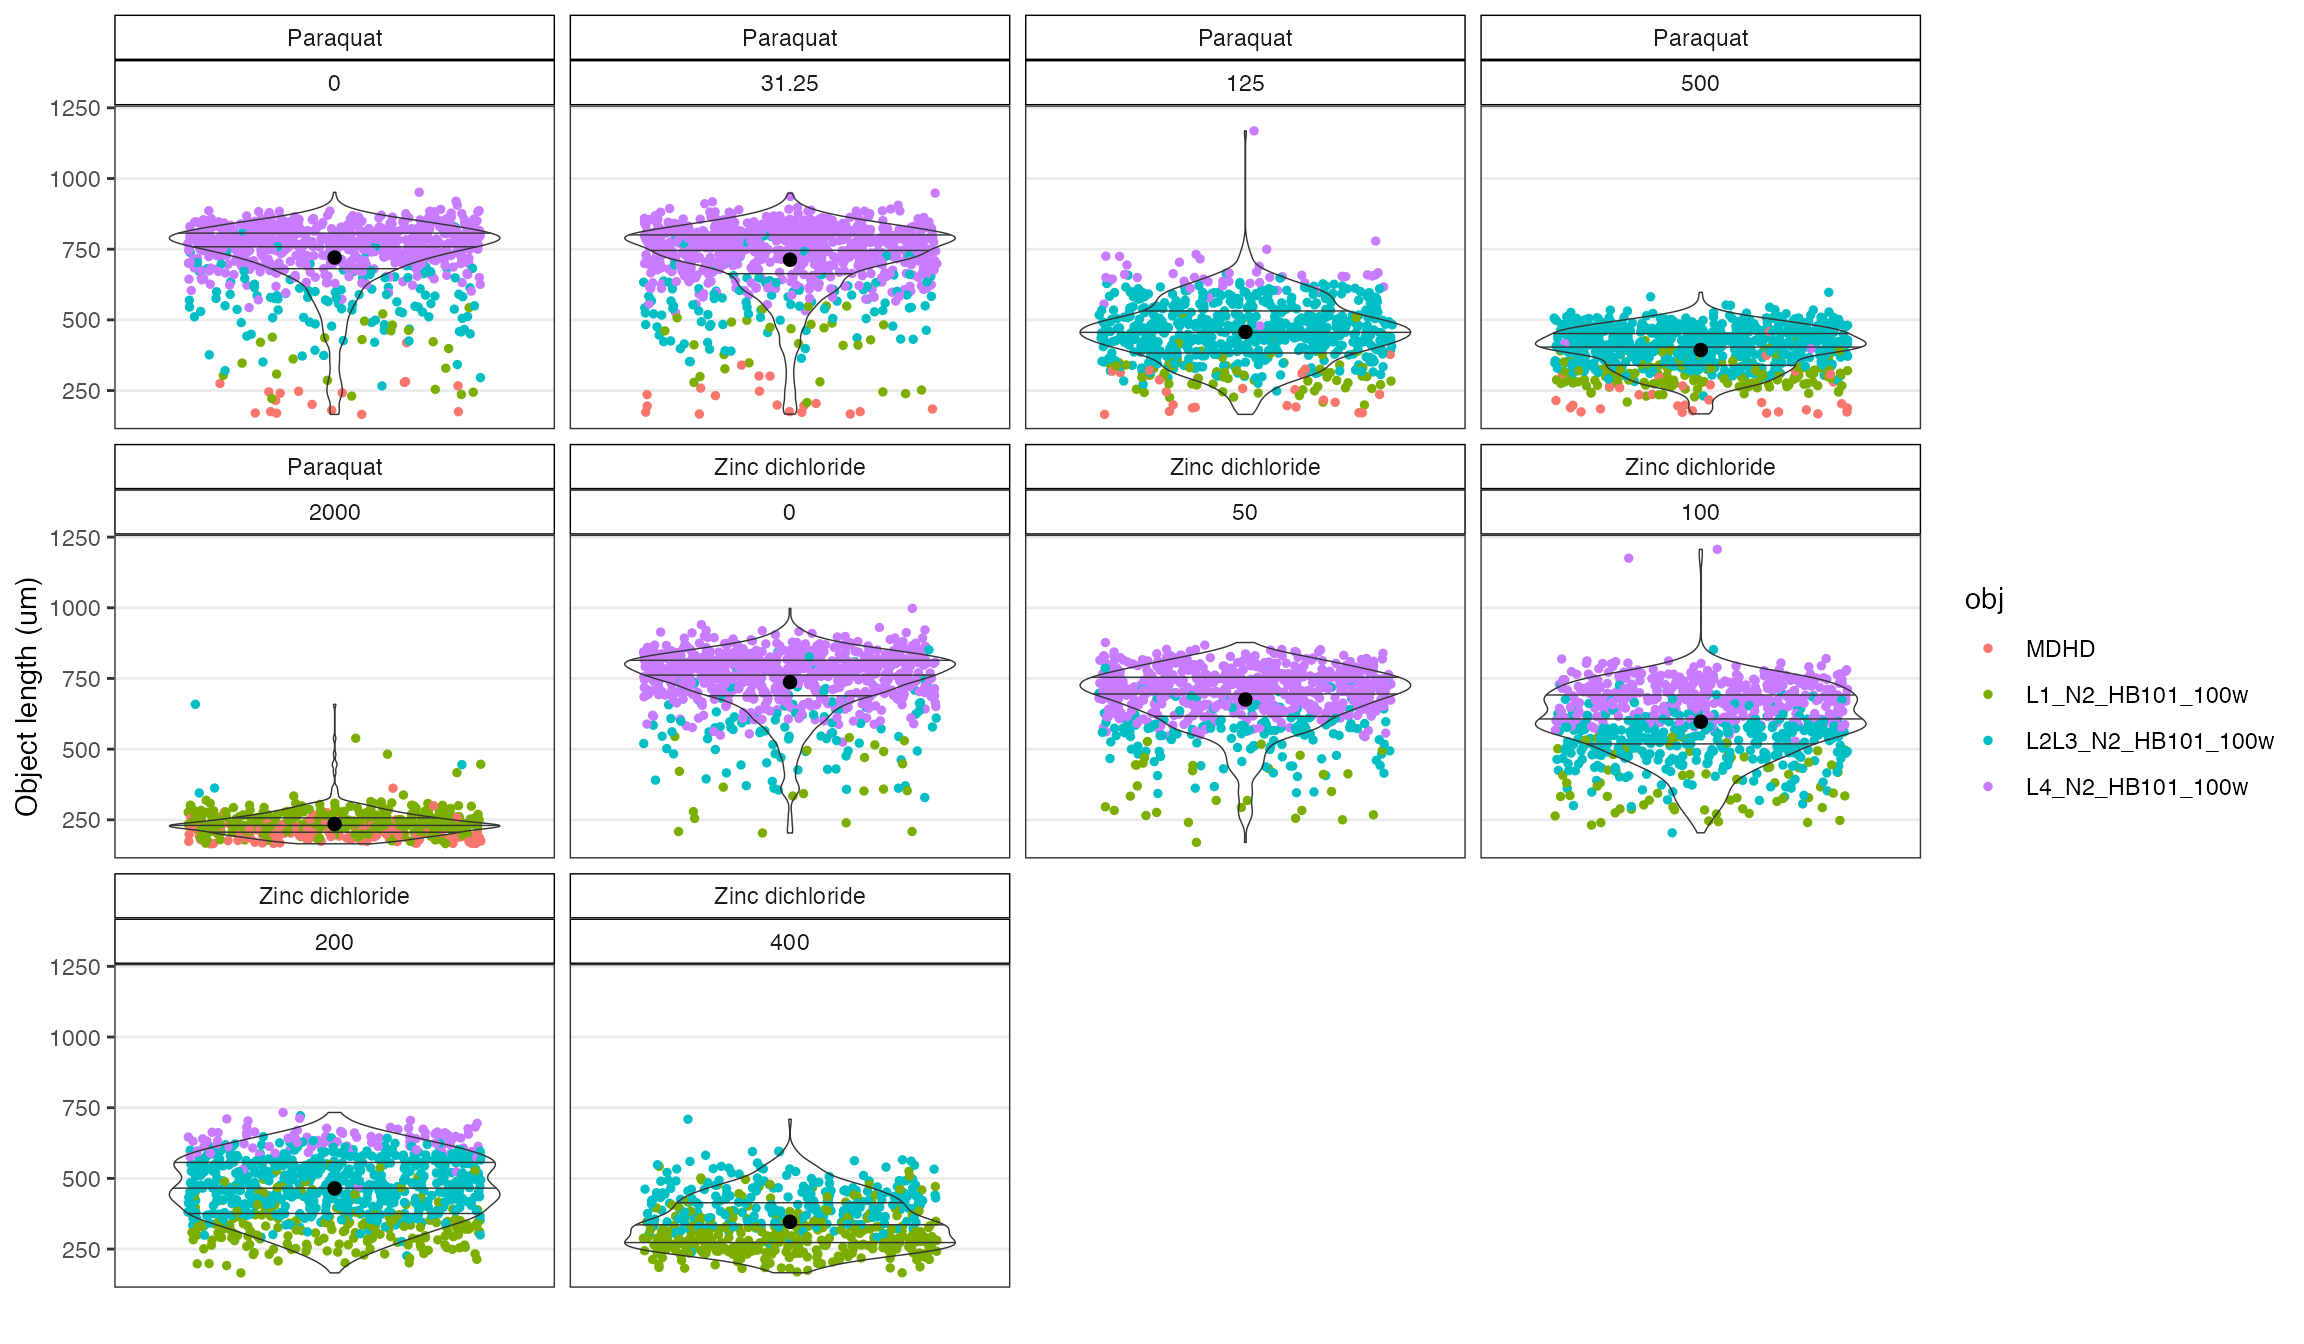 Paraquat
Paraquat
Paraquat
Paraquat
0
31.25
125
500
1250
1000
750
500
250
Paraquat
Zinc dichloride
Zinc dichloride
Zinc dichloride
2000
0
50
100
1250
1000
750
500
250
Zinc dichloride
Zinc dichloride
200
400
1250
1000
750
500
250
Object length (um)
obj
MDHD
L1_N2_HB101_100w
L2L3_N2_HB101_100w
L4_N2_HB101_100w